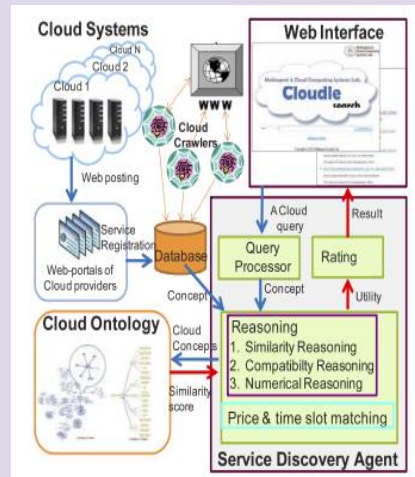 Cloud Systems
Cloud N
Cloud 2
Cloud 1
WWW
Cloud
Crawlers
Web Interface
Cloudle
search
Web posting
Service
Registration
Web-portals of
Cloud providers
Database
A Cloud
query
Result
Query
Processor
Rating
Concept
Concept
Utility
Cloud Ontology
Cloud
Concepts
Similarity
score
Reasoning
1. Similarity Reasoning
2. Compatibilty Reasoning
3. Numerical Reasoning
Price & time slot matching
Service Discovery Agent